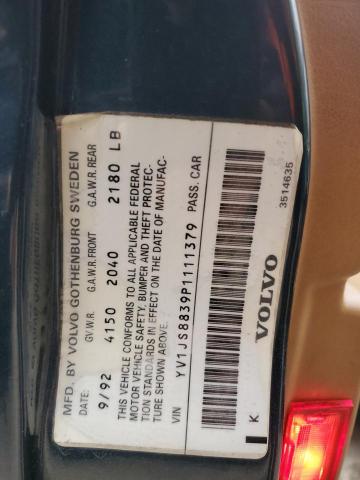 MFD. BY VOLVO GOTHENBURG SWEDEN
DATE: G.V.W.R. G.A.W.R. FRONT G.A.W.R. REAR
9/92 4150 2040 2180 LB
THIS VEHICLE CONFORMS TO ALL APPLICABLE FEDERAL
MOTOR VEHICLE SAFETY, BUMPER AND THEFT PROTEC-
TION STANDARDS IN EFFECT ON THE DATE OF MANUFAC-
TURE SHOWN ABOVE.
VIN YV1JS8839P1111379 PASS. CAR
K VOLVO 3514635